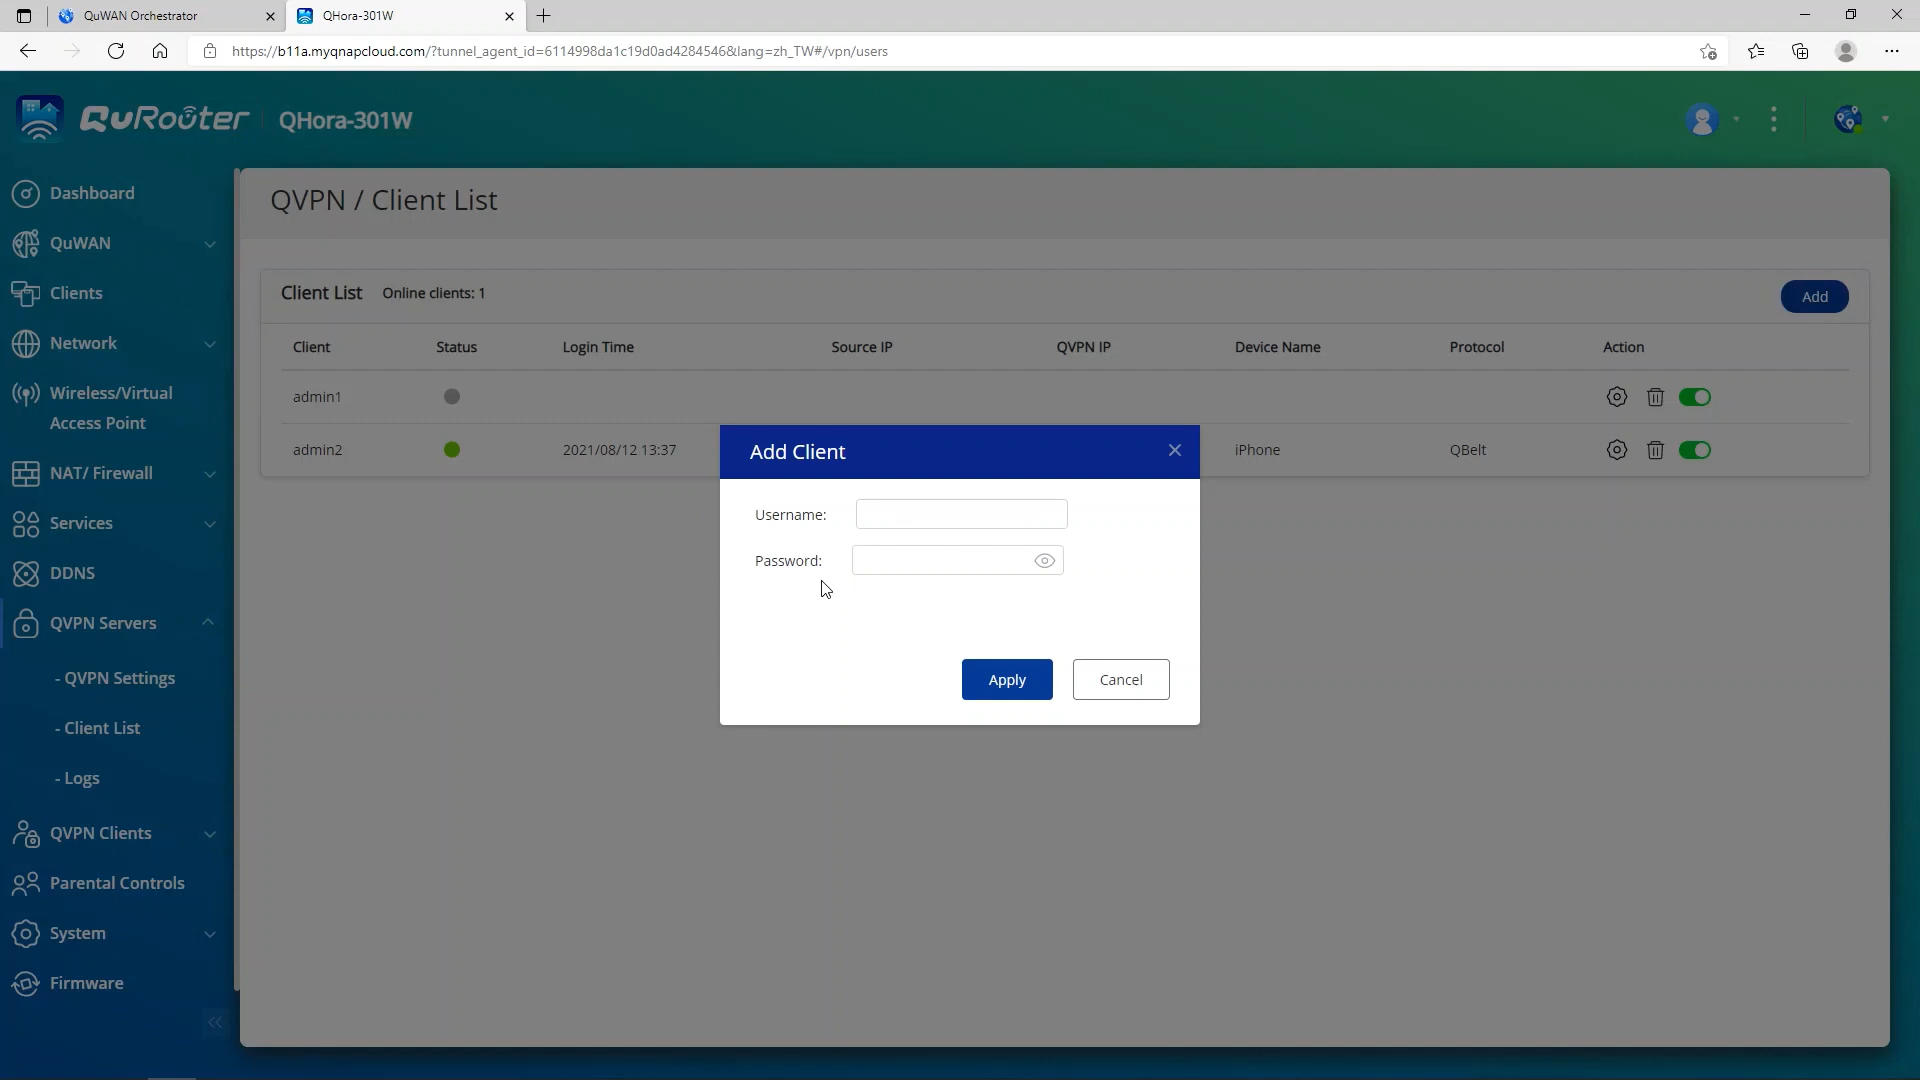 QuWAN Orchestrator
QHora-301W
https://b11a.myqnapcloud.com/?tunnel_agent_id=6114998da1c19d0ad4284546&lang=zh_TW#/vpn/users
QuRouter
QHora-301W
Dashboard
QuWAN
Clients
Network
Wireless/Virtual
Access Point
NAT/ Firewall
Services
DDNS
QVPN Servers
- QVPN Settings
- Client List
- Logs
QVPN Clients
Parental Controls
System
Firmware
QVPN / Client List
Client List Online clients: 1
Add
Client Status Login Time Source IP QVPN IP Device Name Protocol Action
admin1
admin2 2021/08/12 13:37 iPhone QBelt
Add Client
Username:
Password:
Apply Cancel